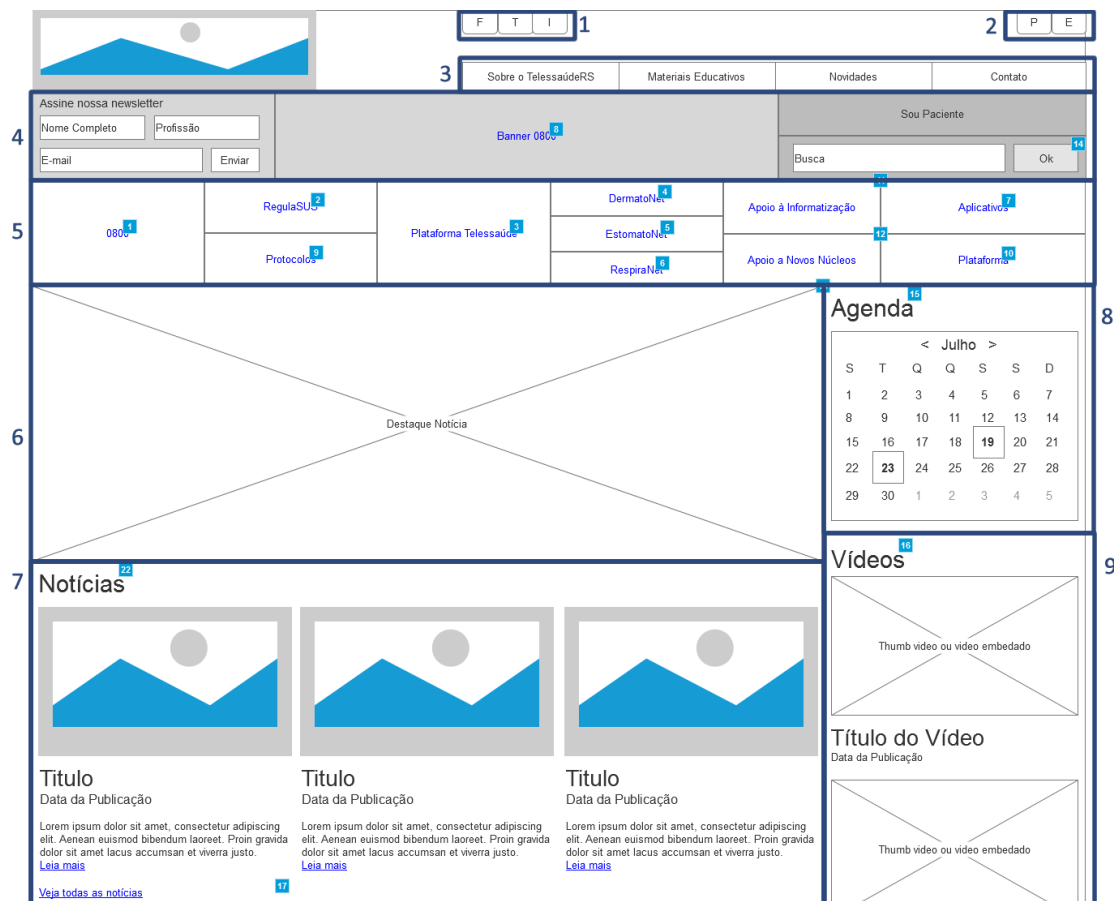 F T I 1
2 P E
3 Sobre o TelessaúdeRS Materiais Educativos Novidades Contato
4
Assine nossa newsletter
Nome Completo Profissão
E-mail Enviar
Banner 0800 8
Sou Paciente
Busca Ok 14
5
0800 1
RegulaSUS 2
Protocolos 9
Plataforma Telessaúde 3
DermatoNet 4
EstomatoNet 5
RespiraNet 6
Apoio à Informatização
Apoio a Novos Núcleos 12
Aplicativos 7
Plataforma 10
6
Destaque Notícia
8
Agenda 15
< Julho >
S T Q Q S S D
1 2 3 4 5 6 7
8 9 10 11 12 13 14
15 16 17 18 19 20 21
22 23 24 25 26 27 28
29 30 1 2 3 4 5
7
Notícias 22
Titulo
Data da Publicação
Lorem ipsum dolor sit amet, consectetur adipiscing
elit. Aenean euismod bibendum laoreet. Proin gravida
dolor sit amet lacus accumsan et viverra justo.
Leia mais
Veja todas as notícias 17
Titulo
Data da Publicação
Lorem ipsum dolor sit amet, consectetur adipiscing
elit. Aenean euismod bibendum laoreet. Proin gravida
dolor sit amet lacus accumsan et viverra justo.
Leia mais
Titulo
Data da Publicação
Lorem ipsum dolor sit amet, consectetur adipiscing
elit. Aenean euismod bibendum laoreet. Proin gravida
dolor sit amet lacus accumsan et viverra justo.
Leia mais
9
Vídeos 16
Thumb video ou video embedado
Título do Vídeo
Data da Publicação
Thumb video ou video embedado